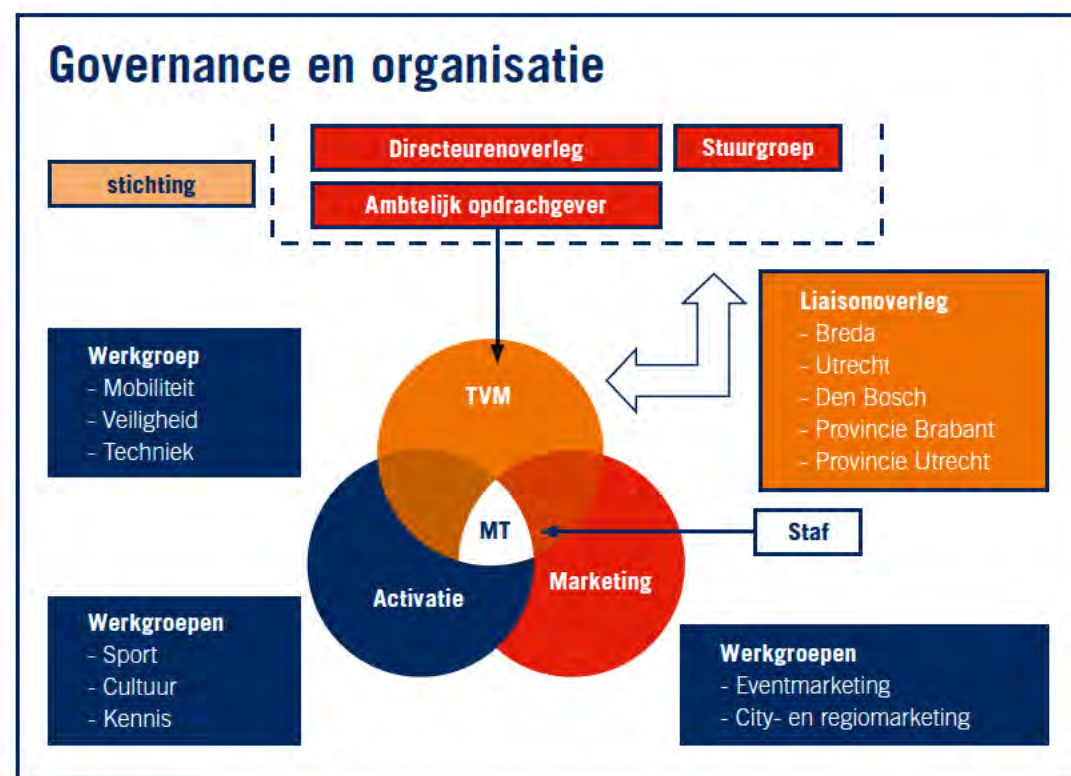 Governance en organisatie
Directeurenoverleg
Stuurgroep
stichting
Ambtelijk opdrachgever
Liaisonoverleg
- Breda
- Utrecht
- Den Bosch
- Provincie Brabant
- Provincie Utrecht
Werkgroep
- Mobiliteit
- Veiligheid
- Techniek
TVM
MT
Staf
Activatie
Marketing
Werkgroepen
- Sport
- Cultuur
- Kennis
Werkgroepen
- Eventmarketing
- City- en regiomarketing